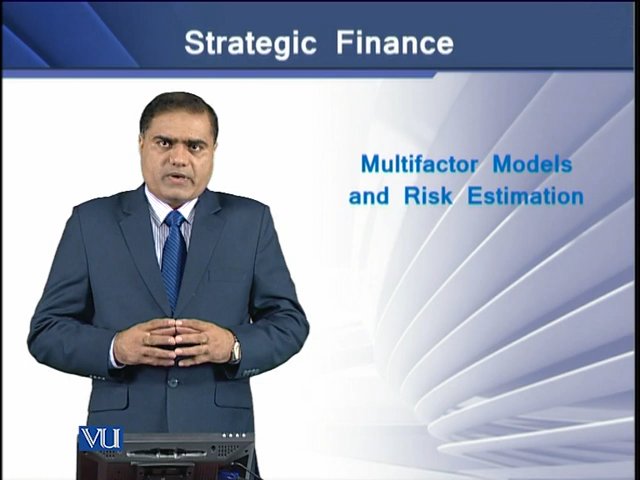 Strategic Finance
Multifactor Models
and Risk Estimation
VU